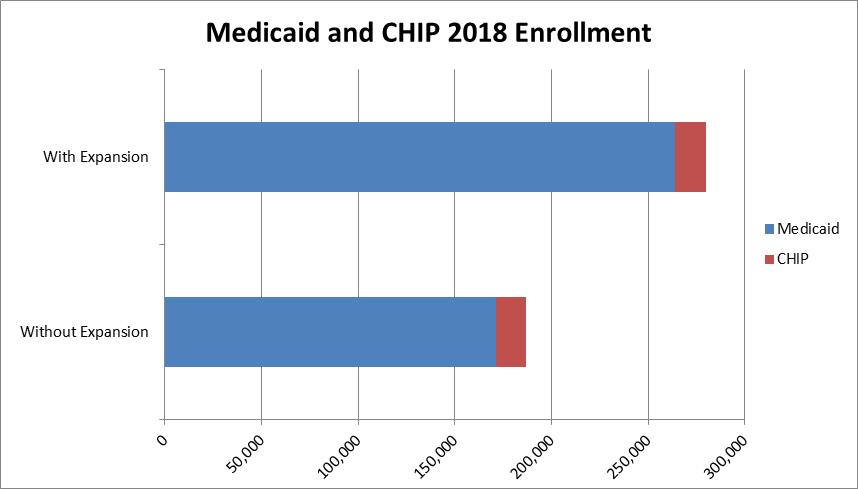 Medicaid and CHIP 2018 Enrollment
With Expansion
Without Expansion
Medicaid
CHIP
0
50,000
100,000
150,000
200,000
250,000
300,000